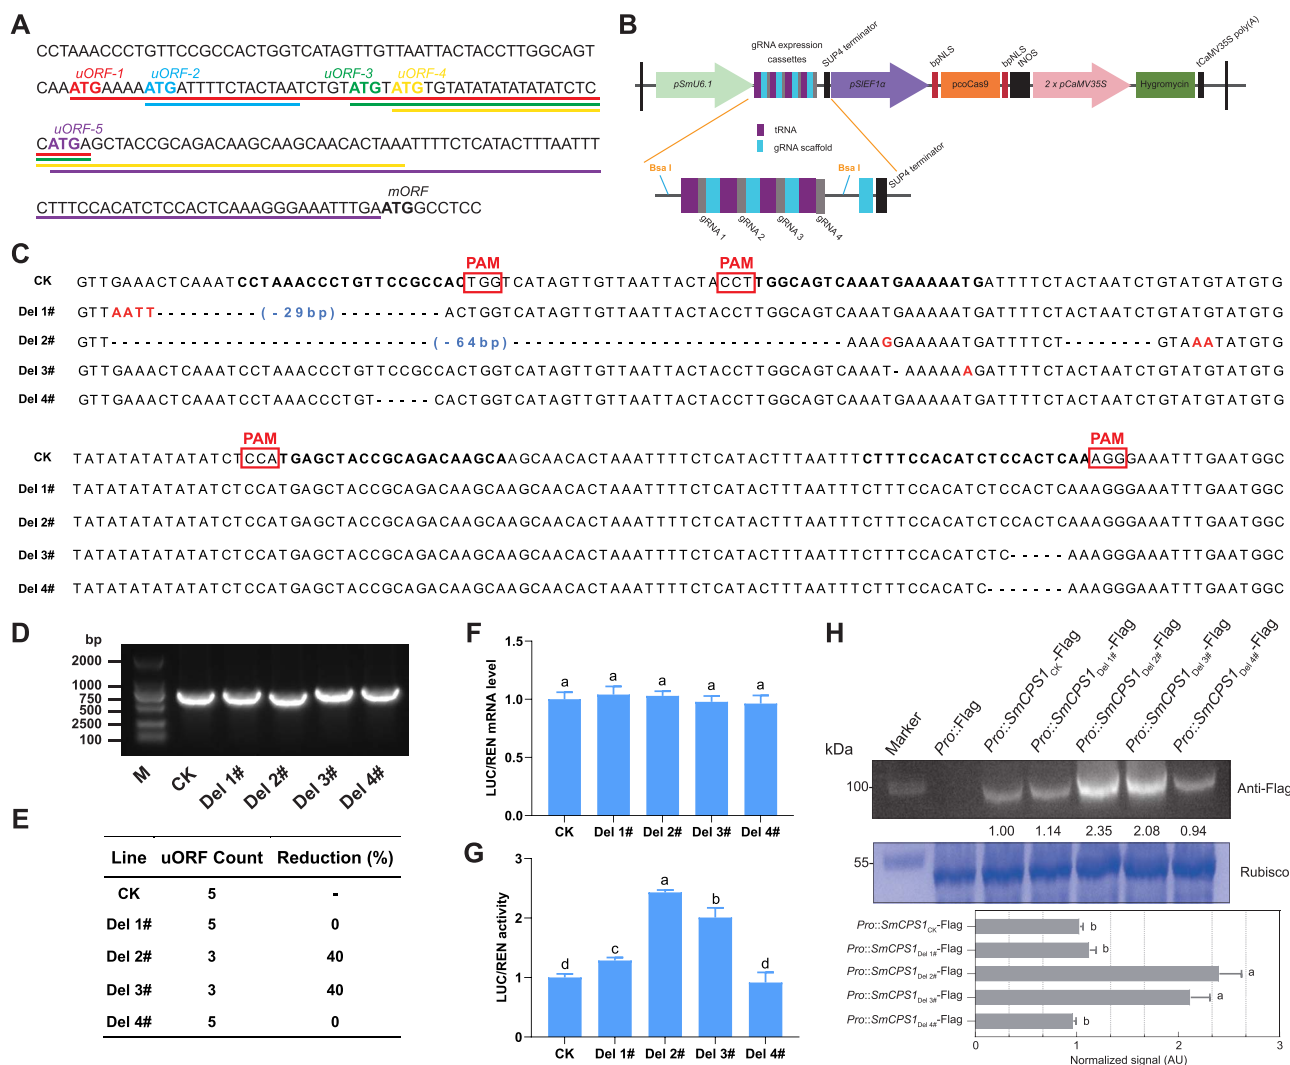 A
CCTAAACCCTGTTCCGCCACTGGTCATAGTTGTTAATTACTACCTTGGCAGT
uORF-1 uORF-2 uORF-3 uORF-4
CAAATGAAAAATGATTTTCTACTAATCTGTATGTATGTGTATATATATATCTC
uORF-5
CATGAGCTACCGCAGACAAGCAAGCAACACTAAATTTTCTCATACTTTAATTT
mORF
CTTTCCACATCTCCACTCAAAGGGAAATTTGAATGGCCTCC
B
gRNA expression cassettes
SUP4 terminator
bpNLS
bpNLS
tNOS
tCaMV35S poly(A)
pSmU6.1
pSlEF1α
pcoCas9
2 x pCaMV35S
Hygromycin
tRNA
gRNA scaffold
Bsa I
Bsa I
SUP4 terminator
gRNA 1
gRNA 2
gRNA 3
gRNA 4
C
PAM PAM
CK GTTGAAACTCAAATCCTAAACCCTGTTCCGCCACTGGTCATAGTTGTTAATTACTACCTTGGCAGTCAAATGAAAAATGATTTTCTACTAATCTGTATGTATGTG
Del 1# GTTAATT---------(-29bp)---------ACTGGTCATAGTTGTTAATTACTACCTTGGCAGTCAAATGAAAAATGATTTTCTACTAATCTGTATGTATGTG
Del 2# GTT----------------------------(-64bp)-----------------------------AAAGGAAAAATGATTTTCT-------GTAAATATGTG
Del 3# GTTGAAACTCAAATCCTAAACCCTGTTCCGCCACTGGTCATAGTTGTTAATTACTACCTTGGCAGTCAAAT-AAAAAAGATTTTCTACTAATCTGTATGTATGTG
Del 4# GTTGAAACTCAAATCCTAAACCCTGT-----CACTGGTCATAGTTGTTAATTACTACCTTGGCAGTCAAATGAAAAATGATTTTCTACTAATCTGTATGTATGTG
PAM PAM
CK TATATATATATATCTCCATGAGCTACCGCAGACAAGCAAGCAACACTAAATTTTCTCATACTTTAATTTCTTTCCACATCTCCACTCAAAGGGAAATTTGAATGGC
Del 1# TATATATATATATCTCCATGAGCTACCGCAGACAAGCAAGCAACACTAAATTTTCTCATACTTTAATTTCTTTCCACATCTCCACTCAAAGGGAAATTTGAATGGC
Del 2# TATATATATATATCTCCATGAGCTACCGCAGACAAGCAAGCAACACTAAATTTTCTCATACTTTAATTTCTTTCCACATCTCCACTCAAAGGGAAATTTGAATGGC
Del 3# TATATATATATATCTCCATGAGCTACCGCAGACAAGCAAGCAACACTAAATTTTCTCATACTTTAATTTCTTTCCACATCTC-----AAAGGGAAATTTGAATGGC
Del 4# TATATATATATATCTCCATGAGCTACCGCAGACAAGCAAGCAACACTAAATTTTCTCATACTTTAATTTCTTTCCACATC-------AAAGGGAAATTTGAATGGC
D
bp
2000
1000
750
500
2500
100
M CK Del 1# Del 2# Del 3# Del 4#
E
Line uORF Count Reduction (%)
CK 5 -
Del 1# 5 0
Del 2# 3 40
Del 3# 3 40
Del 4# 5 0
F
LUC/REN mRNA level
1.5
1.0
0.5
0.0
a a a a a
CK Del 1# Del 2# Del 3# Del 4#
G
LUC/REN activity
3
2
1
0
d c a b d
CK Del 1# Del 2# Del 3# Del 4#
H
kDa
Marker
Pro::Flag
Pro::SmCPS1CK-Flag
Pro::SmCPS1Del 1#-Flag
Pro::SmCPS1Del 2#-Flag
Pro::SmCPS1Del 3#-Flag
Pro::SmCPS1Del 4#-Flag
100 Anti-Flag
1.00 1.14 2.35 2.08 0.94
55 Rubisco
Pro::SmCPS1CK-Flag b
Pro::SmCPS1Del 1#-Flag b
Pro::SmCPS1Del 2#-Flag a
Pro::SmCPS1Del 3#-Flag a
Pro::SmCPS1Del 4#-Flag b
0 1 2 3
Normalized signal (AU)